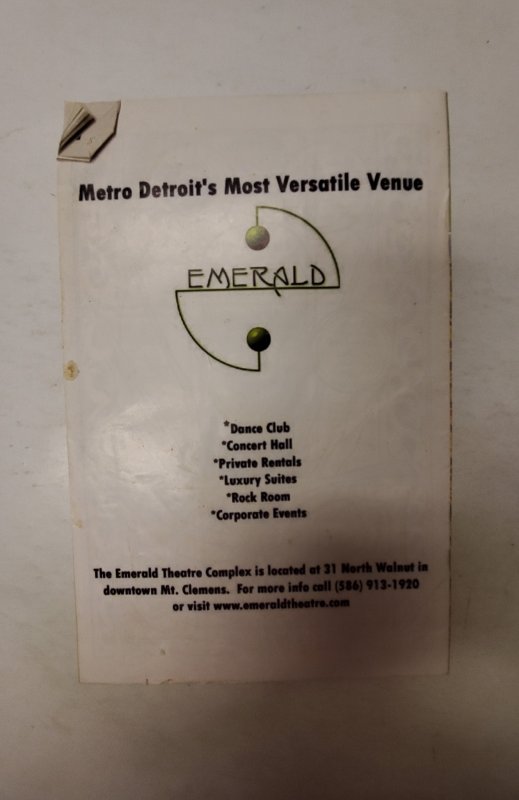 Metro Detroit's Most Versatile Venue
EMERALD
*Dance Club
*Concert Hall
*Private Rentals
*Luxury Suites
*Rock Room
*Corporate Events
The Emerald Theatre Complex is located at 31 North Walnut in
downtown Mt. Clemens. For more info call (586) 913-1920
or visit www.emeraldtheatre.com